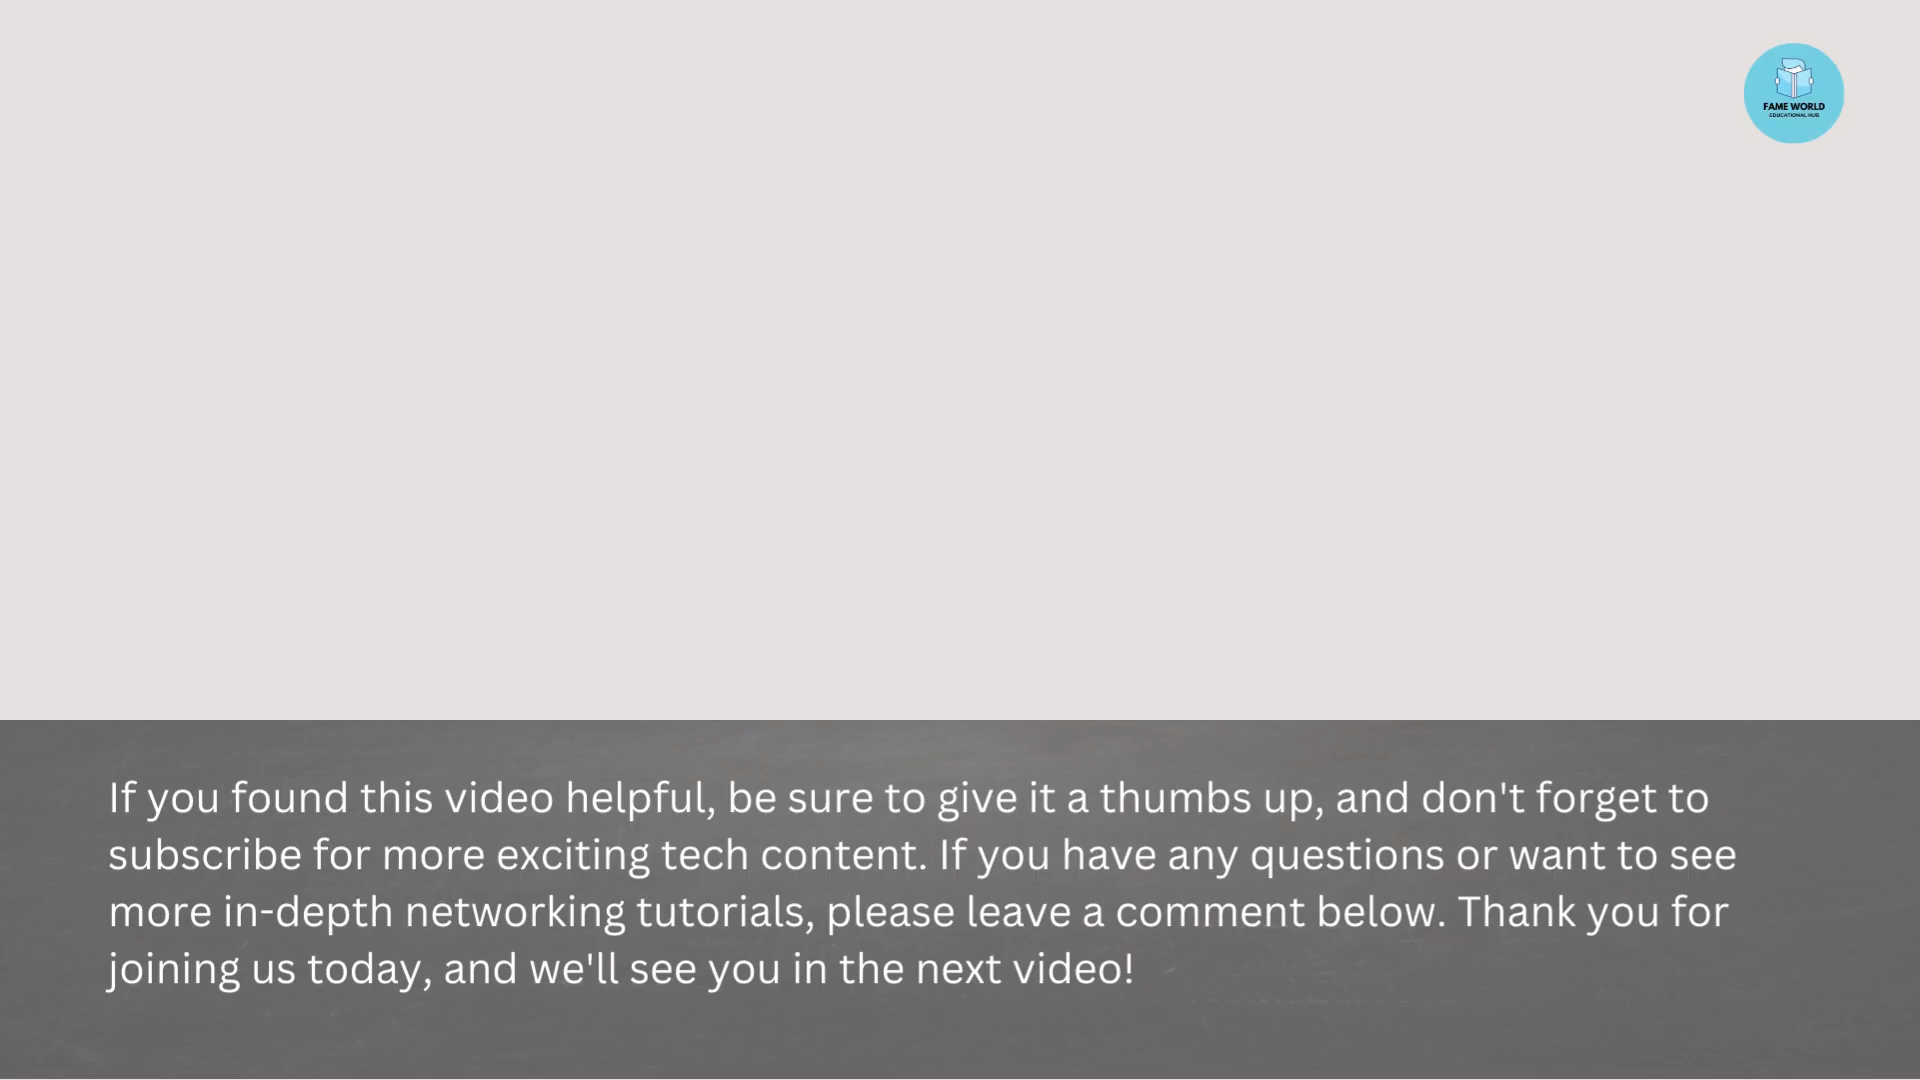 FAME WORLD
EDUCATIONAL HUB
If you found this video helpful, be sure to give it a thumbs up, and don't forget to
subscribe for more exciting tech content. If you have any questions or want to see
more in-depth networking tutorials, please leave a comment below. Thank you for
joining us today, and we'll see you in the next video!